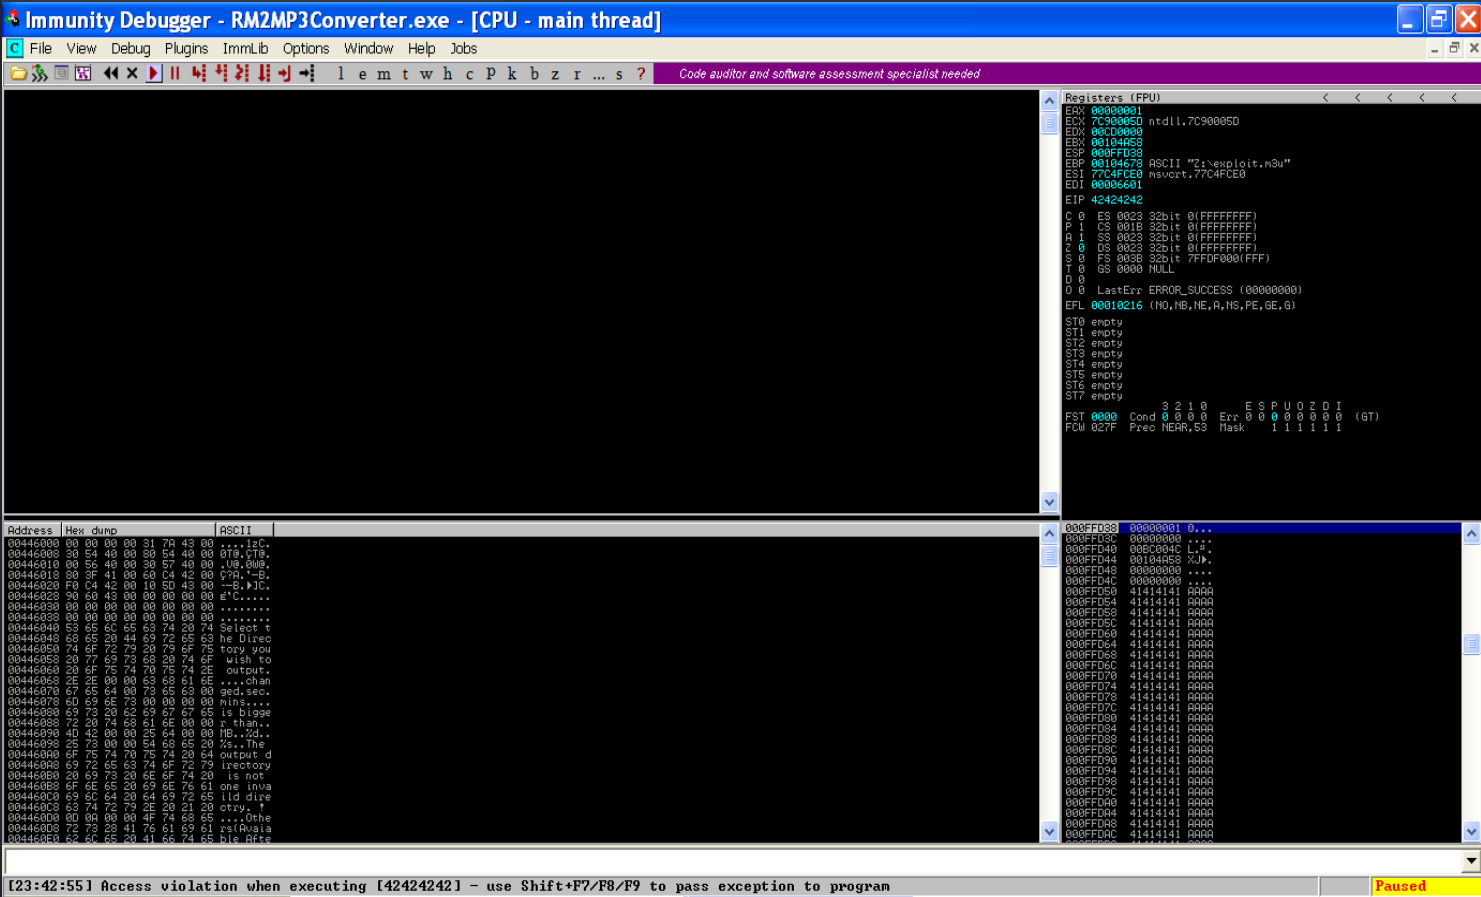 Immunity Debugger - RM2MP3Converter.exe - [CPU - main thread]
C File View Debug Plugins ImmLib Options Window Help Jobs
l e m t w h c P k b z r ... s ? Code auditor and software assessment specialist needed
Registers (FPU) < < < < <
EAX 00000001
ECX 7C90005D ntdll.7C90005D
EDX 00CD0000
EBX 00104A58
ESP 000FFD38
EBP 00104678 ASCII "Z:\exploit.m3u"
ESI 77C4FCE0 msvcrt.77C4FCE0
EDI 00006601
EIP 42424242
C 0 ES 0023 32bit 0(FFFFFFFF)
P 1 CS 001B 32bit 0(FFFFFFFF)
A 1 SS 0023 32bit 0(FFFFFFFF)
Z 0 DS 0023 32bit 0(FFFFFFFF)
S 0 FS 003B 32bit 7FFDF000(FFF)
T 0 GS 0000 NULL
D 0
O 0 LastErr ERROR_SUCCESS (00000000)
EFL 00010216 (NO,NB,NE,A,NS,PE,GE,G)
ST0 empty
ST1 empty
ST2 empty
ST3 empty
ST4 empty
ST5 empty
ST6 empty
ST7 empty
3 2 1 0 E S P U O Z D I
FST 0000 Cond 0 0 0 0 Err 0 0 0 0 0 0 0 0 (GT)
FCW 027F Prec NEAR,53 Mask 1 1 1 1 1 1
Address Hex dump ASCII
00446000 00 00 00 00 31 7A 43 00 ....1zC.
00446008 30 54 40 00 80 54 40 00 0T@.ÇT@.
00446010 00 56 40 00 30 57 40 00 .V@.0W@.
00446018 80 3F 41 00 60 C4 42 00 Ç?A.`─B.
00446020 F0 C4 42 00 10 5D 43 00
00446028 90 60 43 00 00 00 00 00 É`C.....
00446030 00 00 00 00 00 00 00 00 ........
00446038 00 00 00 00 00 00 00 00 ........
00446040 53 65 6C 65 63 74 20 74 Select t
00446048 68 65 20 44 69 72 65 63 he Direc
00446050 74 6F 72 79 20 79 6F 75 tory you
00446058 20 77 69 73 68 20 74 6F wish to
00446060 20 6F 75 74 70 75 74 2E output.
00446068 2E 2E 00 00 63 68 61 6E ....chan
00446070 67 65 64 00 73 65 63 00 ged.sec.
00446078 6D 69 6E 73 00 00 00 00 mins....
00446080 69 73 20 62 69 67 67 65 is bigge
00446088 72 20 74 68 61 6E 00 00 r than..
00446090 4D 42 00 00 25 64 00 00 MB..%d..
00446098 25 73 00 00 54 68 65 20 %s..The
004460A0 6F 75 74 70 75 74 20 64 output d
004460A8 69 72 65 63 74 6F 72 79 irectory
004460B0 20 69 73 20 6E 6F 74 20 is not
004460B8 6F 6E 65 20 69 6E 76 61 one inva
004460C0 69 6C 64 20 64 69 72 65 ild dire
004460C8 63 74 72 79 2E 20 21 20 ctry. !
004460D0 0D 0A 00 00 4F 74 68 65 ....Othe
004460D8 72 73 28 41 76 61 69 61 rs(Avaia
004460E0 62 6C 65 20 41 66 74 65 ble Afte
000FFD38 00000001
000FFD3C 00000000 ....
000FFD40 00BC004C
000FFD44 00104A58
000FFD48 00000000 ....
000FFD4C 00000000 ....
000FFD50 41414141 AAAA
000FFD54 41414141 AAAA
000FFD58 41414141 AAAA
000FFD5C 41414141 AAAA
000FFD60 41414141 AAAA
000FFD64 41414141 AAAA
000FFD68 41414141 AAAA
000FFD6C 41414141 AAAA
000FFD70 41414141 AAAA
000FFD74 41414141 AAAA
000FFD78 41414141 AAAA
000FFD7C 41414141 AAAA
000FFD80 41414141 AAAA
000FFD84 41414141 AAAA
000FFD88 41414141 AAAA
000FFD8C 41414141 AAAA
000FFD90 41414141 AAAA
000FFD94 41414141 AAAA
000FFD98 41414141 AAAA
000FFD9C 41414141 AAAA
000FFDA0 41414141 AAAA
000FFDA4 41414141 AAAA
000FFDA8 41414141 AAAA
000FFDAC 41414141 AAAA
[23:42:55] Access violation when executing [42424242] - use Shift+F7/F8/F9 to pass exception to program
Paused